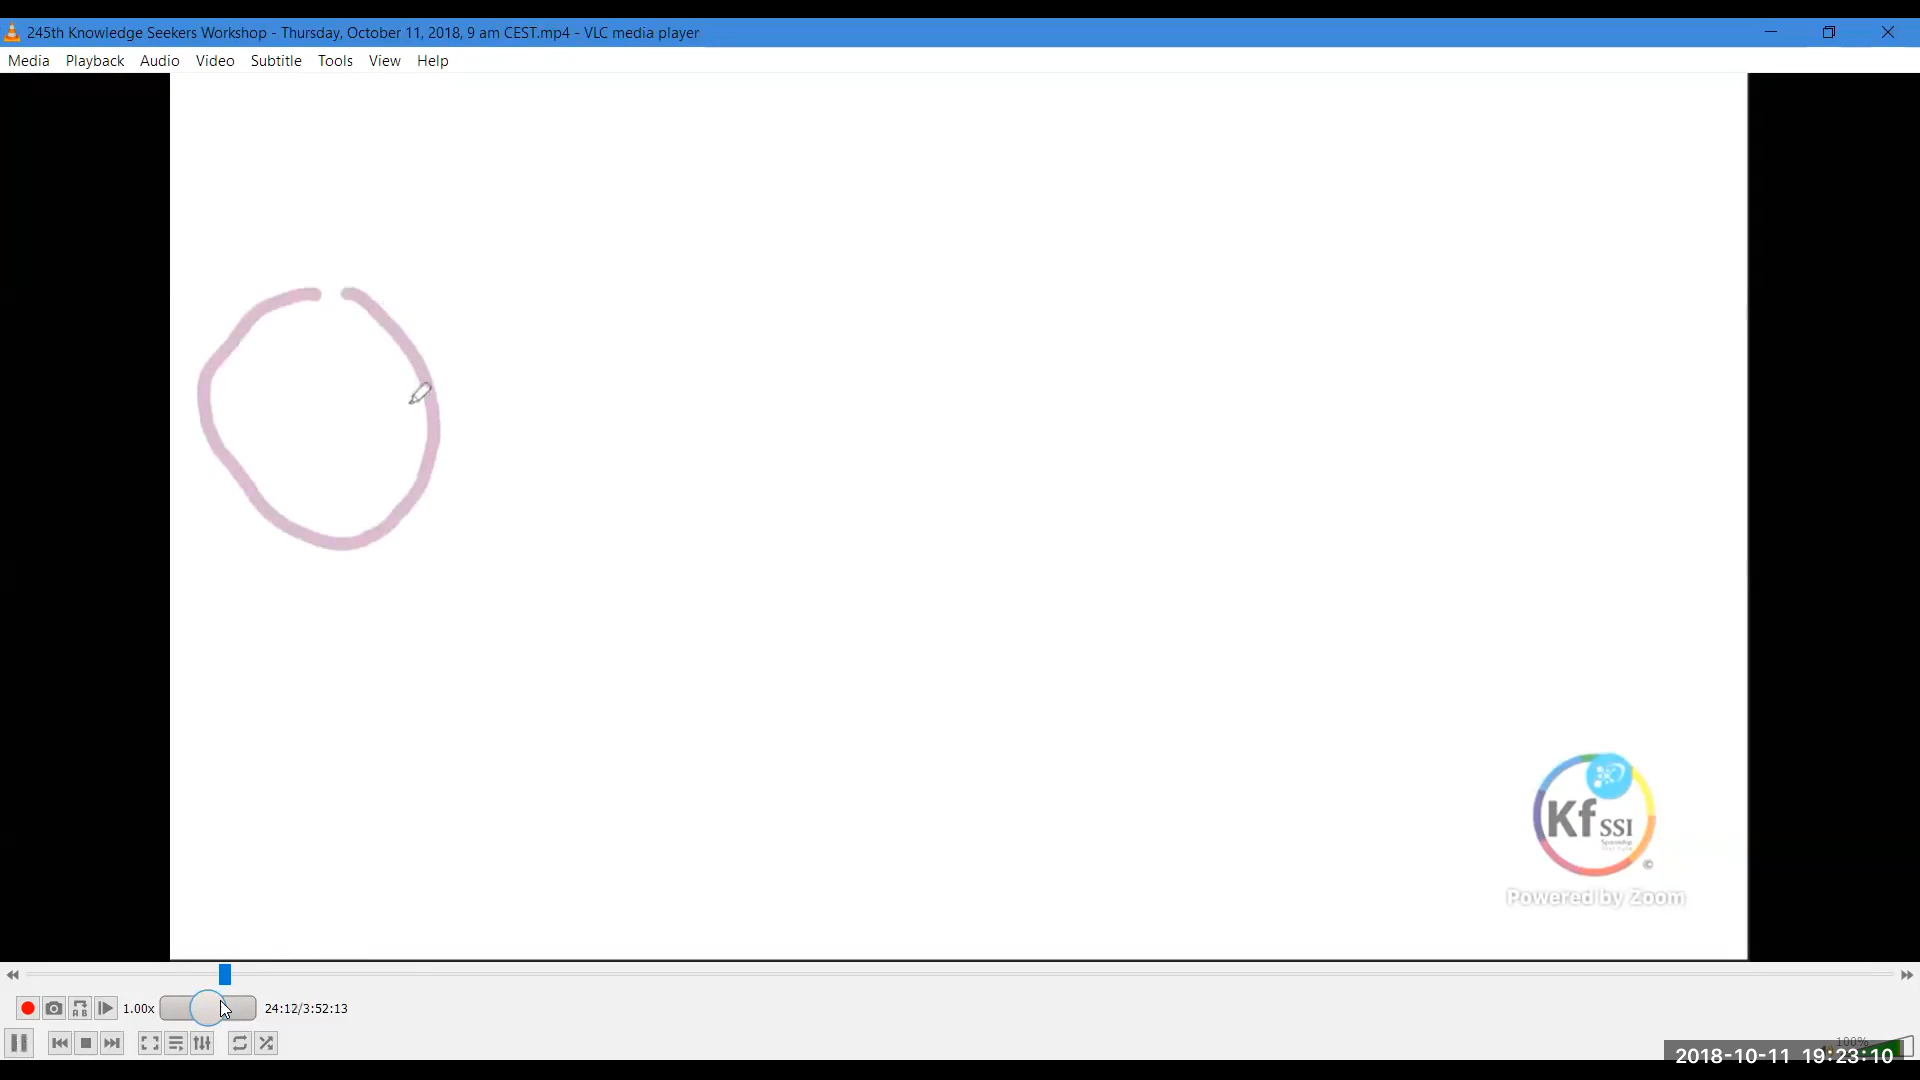 245th Knowledge Seekers Workshop - Thursday, October 11, 2018, 9 am CEST.mp4 - VLC media player
Media Playback Audio Video Subtitle Tools View Help
Kf SSI
Spaceship
©
Powered by Zoom
1.00x 24:12/3:52:13
100%
2018-10-11 19:23:10